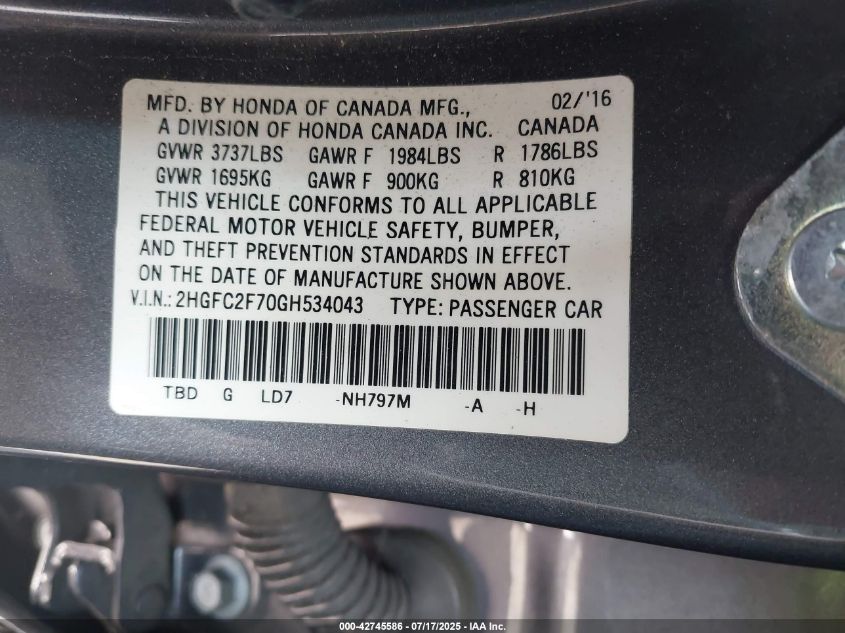 MFD. BY HONDA OF CANADA MFG., 02/'16
A DIVISION OF HONDA CANADA INC. CANADA
GVWR 3737LBS GAWR F 1984LBS R 1786LBS
GVWR 1695KG GAWR F 900KG R 810KG
THIS VEHICLE CONFORMS TO ALL APPLICABLE
FEDERAL MOTOR VEHICLE SAFETY, BUMPER,
AND THEFT PREVENTION STANDARDS IN EFFECT
ON THE DATE OF MANUFACTURE SHOWN ABOVE.
V.I.N.: 2HGFC2F70GH534043 TYPE: PASSENGER CAR
TBD G LD7 -NH797M -A -H
000-42745586 / 07/17/2025 - IAA Inc.